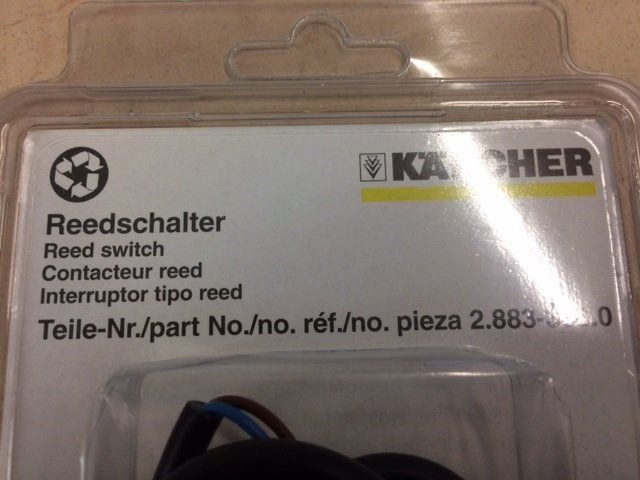 KÄRCHER
Reedschalter
Reed switch
Contacteur reed
Interruptor tipo reed
Teile-Nr./part No./no. réf./no. pieza